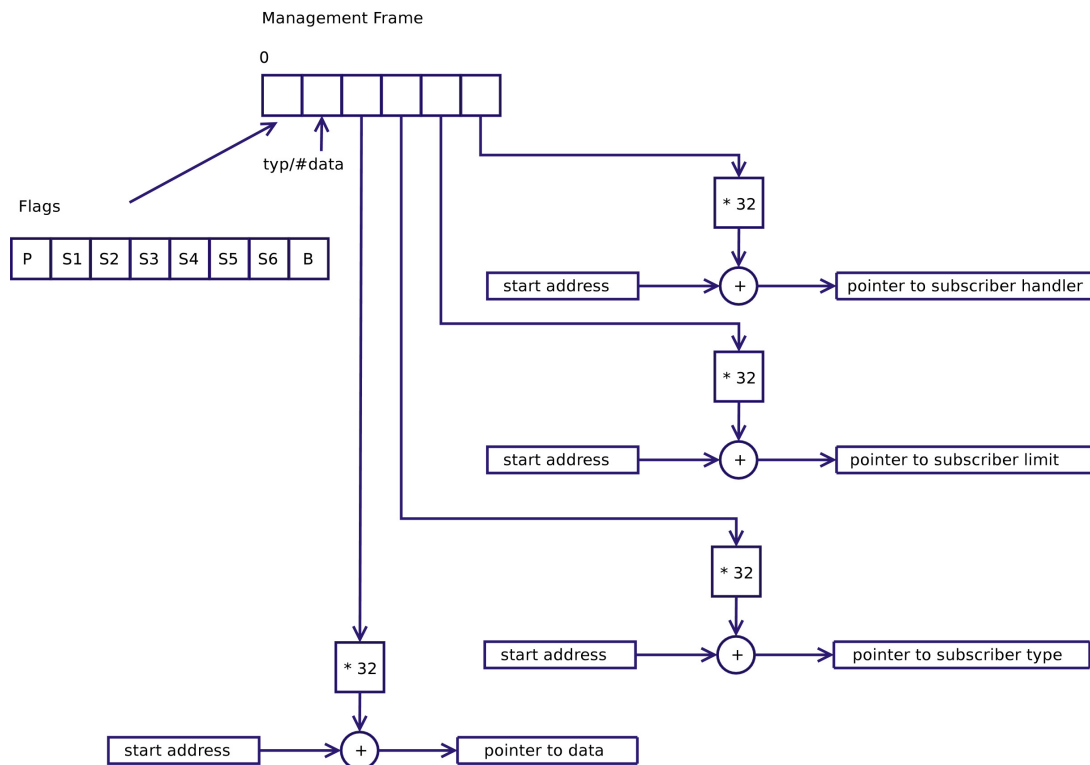 Management Frame
0
typ/#data
Flags
P S1 S2 S3 S4 S5 S6 B
* 32
start address + pointer to subscriber handler
* 32
start address + pointer to subscriber limit
* 32
start address + pointer to subscriber type
* 32
start address + pointer to data